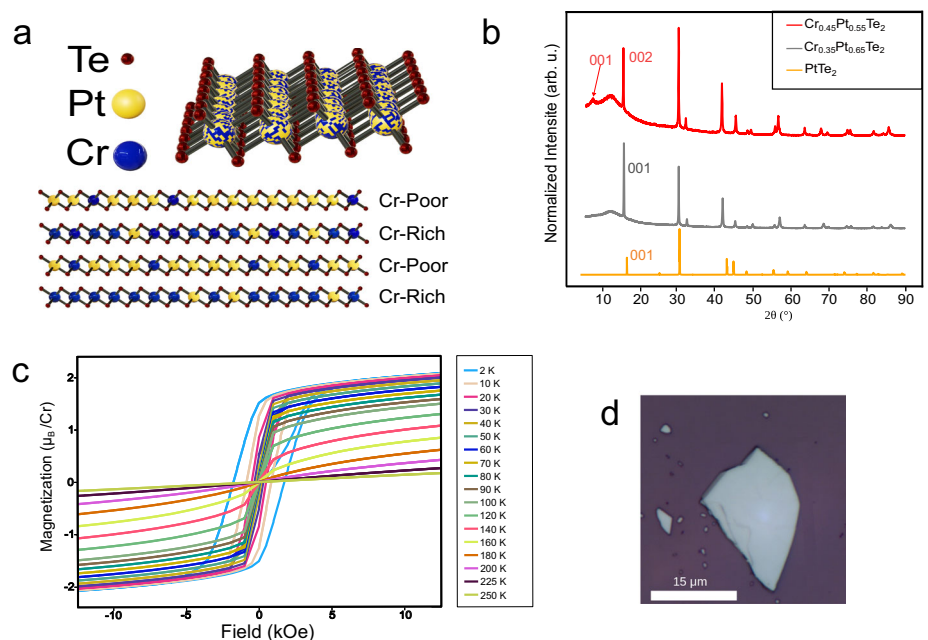 a
Te
Pt
Cr
Cr-Poor
Cr-Rich
Cr-Poor
Cr-Rich
b
Normalized Intensite (arb. u.)
Cr0.45Pt0.55Te2
Cr0.35Pt0.65Te2
PtTe2
001
002
001
001
10 20 30 40 50 60 70 80 90
2θ (°)
c
Magnetization (μB/Cr)
2
1
0
-1
-2
-10 -5 0 5 10
Field (kOe)
2 K
10 K
20 K
30 K
40 K
50 K
60 K
70 K
80 K
90 K
100 K
120 K
140 K
160 K
180 K
200 K
225 K
250 K
d
15 μm